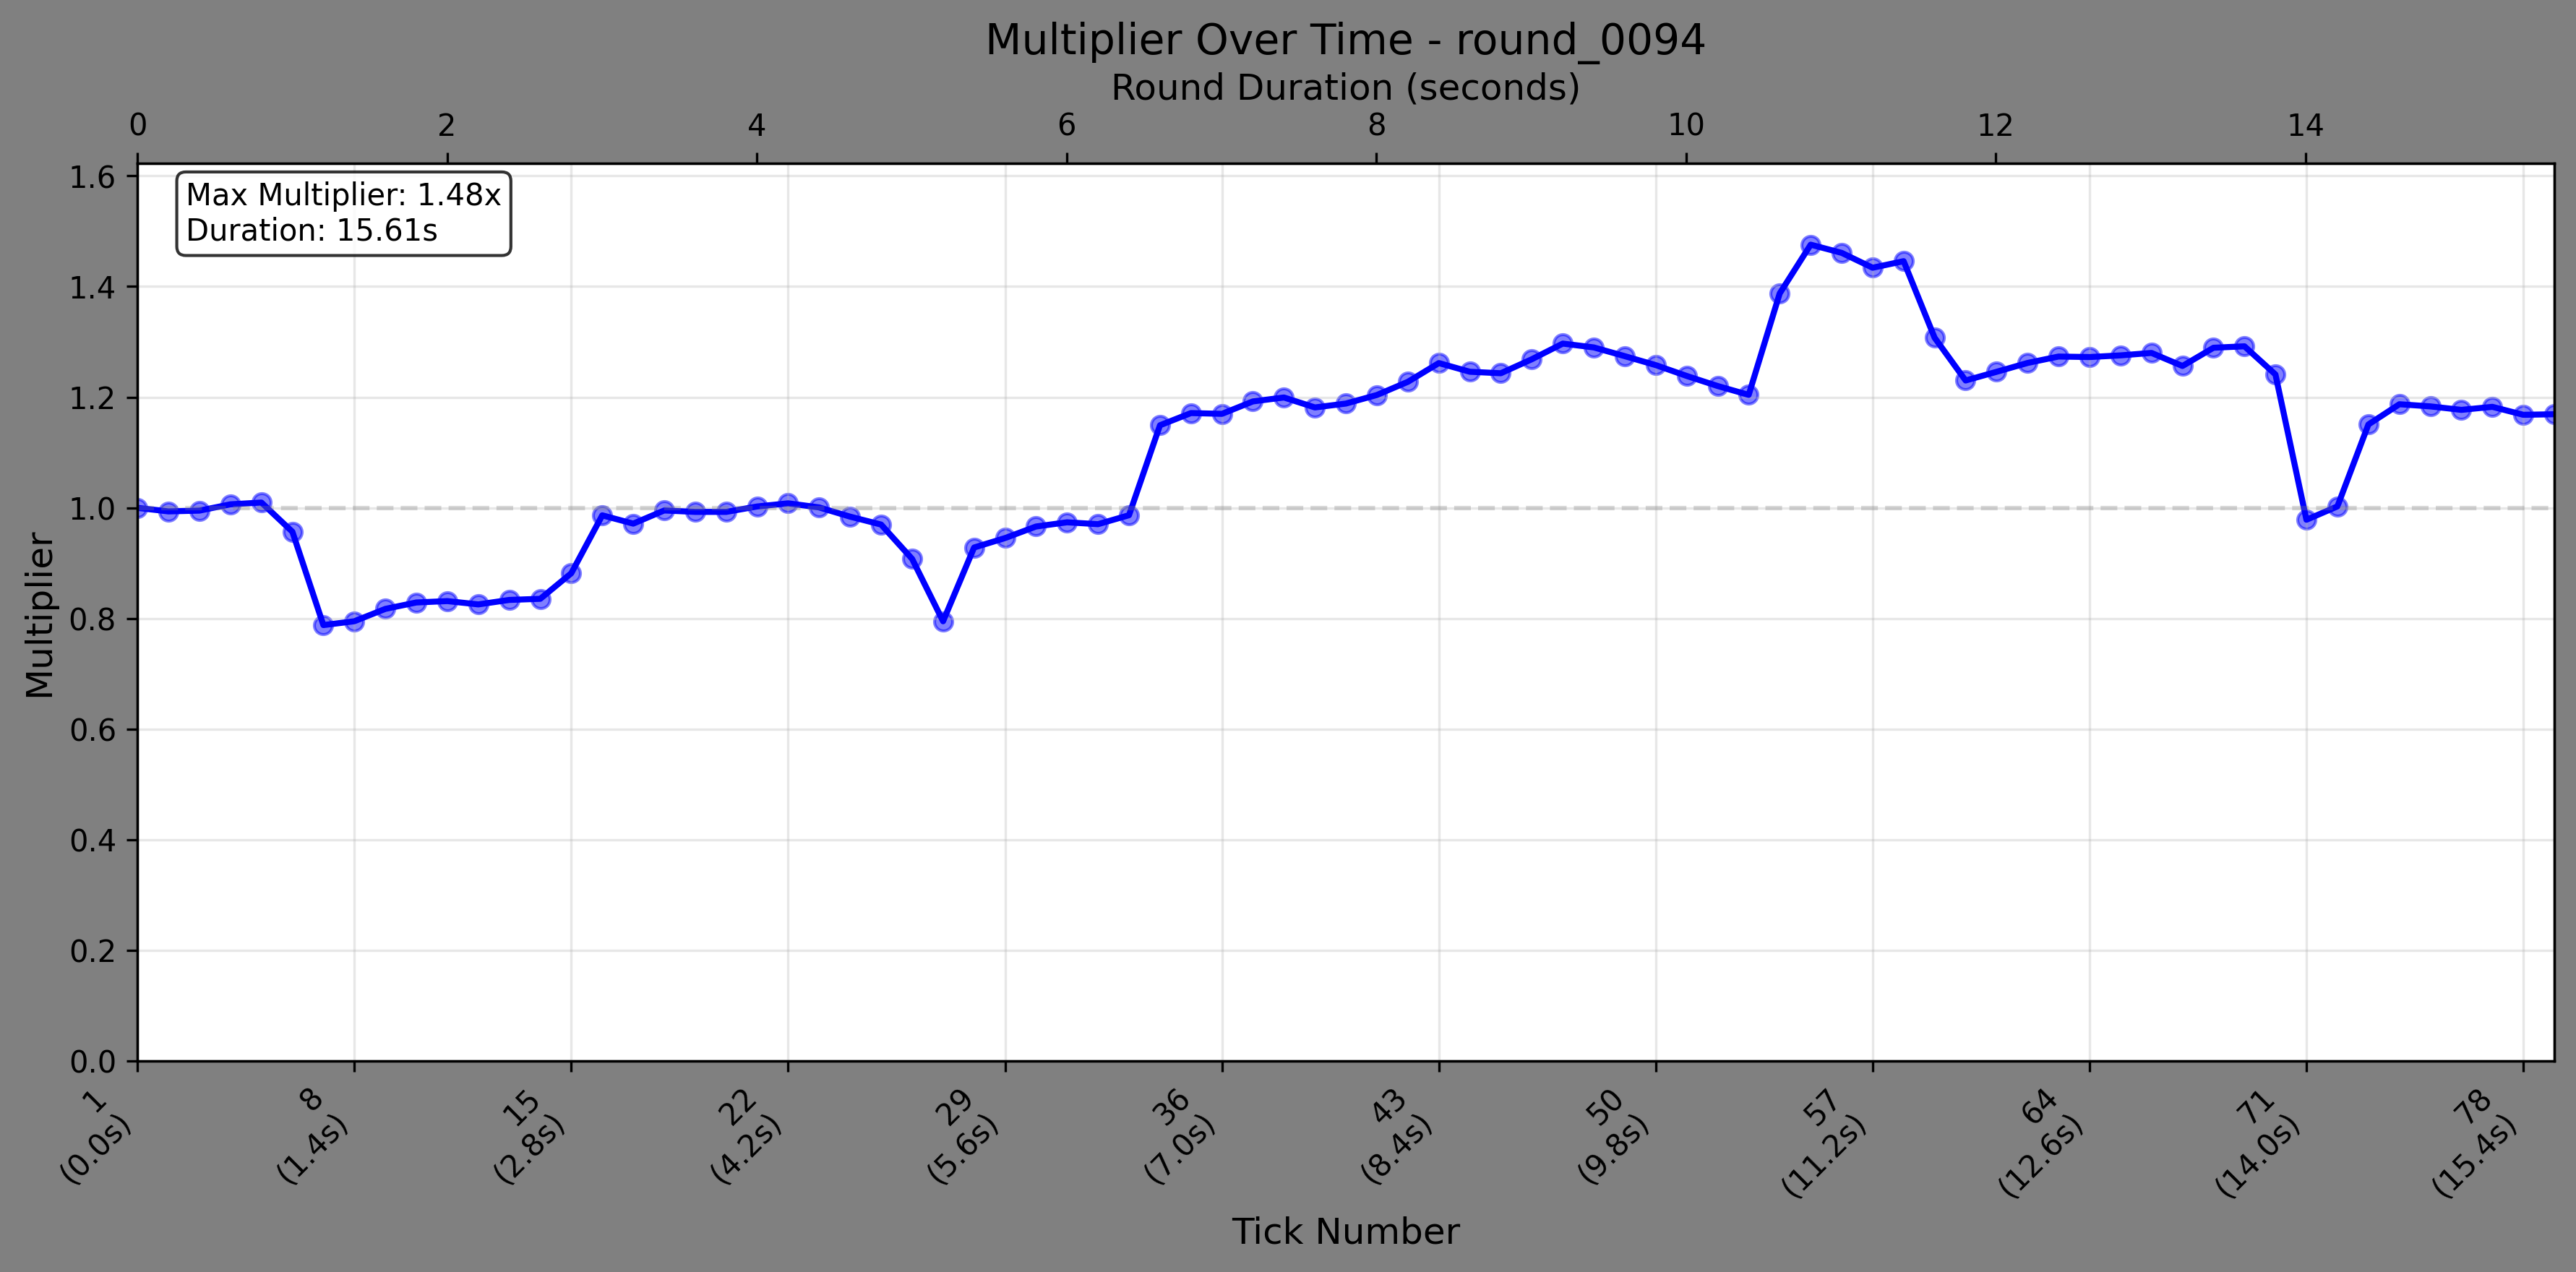 Multiplier Over Time - round_0094
Round Duration (seconds)
0 2 4 6 8 10 12 14
Max Multiplier: 1.48x
Duration: 15.61s
Multiplier
1.6
1.4
1.2
1.0
0.8
0.6
0.4
0.2
0.0
1
(0.0s)
8
(1.4s)
15
(2.8s)
22
(4.2s)
29
(5.6s)
36
(7.0s)
43
(8.4s)
50
(9.8s)
57
(11.2s)
64
(12.6s)
71
(14.0s)
78
(15.4s)
Tick Number